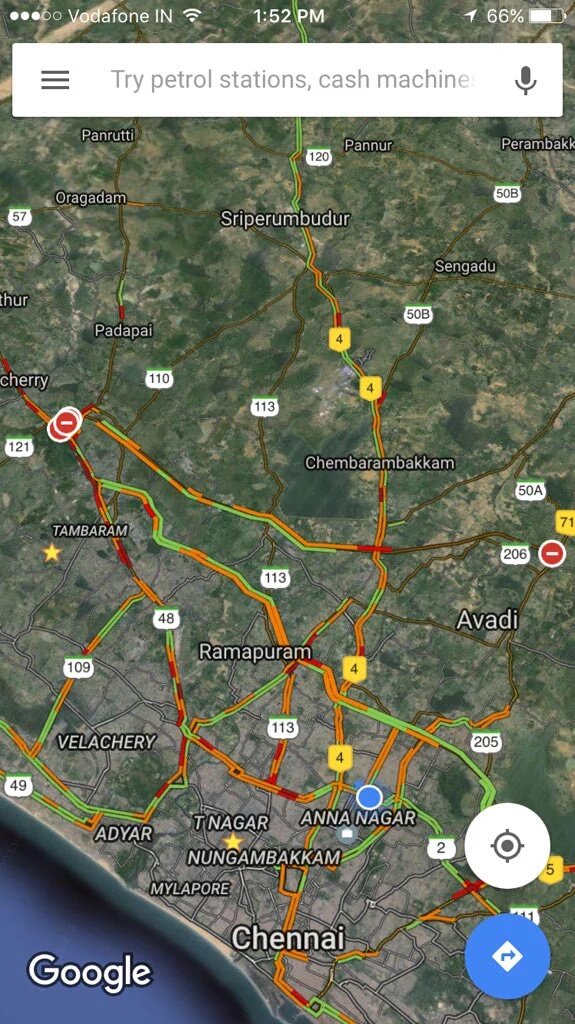 Vodafone IN 1:52 PM 66%
Try petrol stations, cash machines
Panrutti
120
Pannur
Perambakk
Oragadam
50B
57
Sriperumbudur
Sengadu
thur
50B
Padapai
4
cherry
110
4
113
121
Chembarambakkam
50A
71
TAMBARAM
206
113
48
Avadi
Ramapuram
109
4
113
205
VELACHERY
4
49
ADYAR
T NAGAR
ANNA NAGAR
2
NUNGAMBAKKAM
5
MYLAPORE
111
Chennai
Google